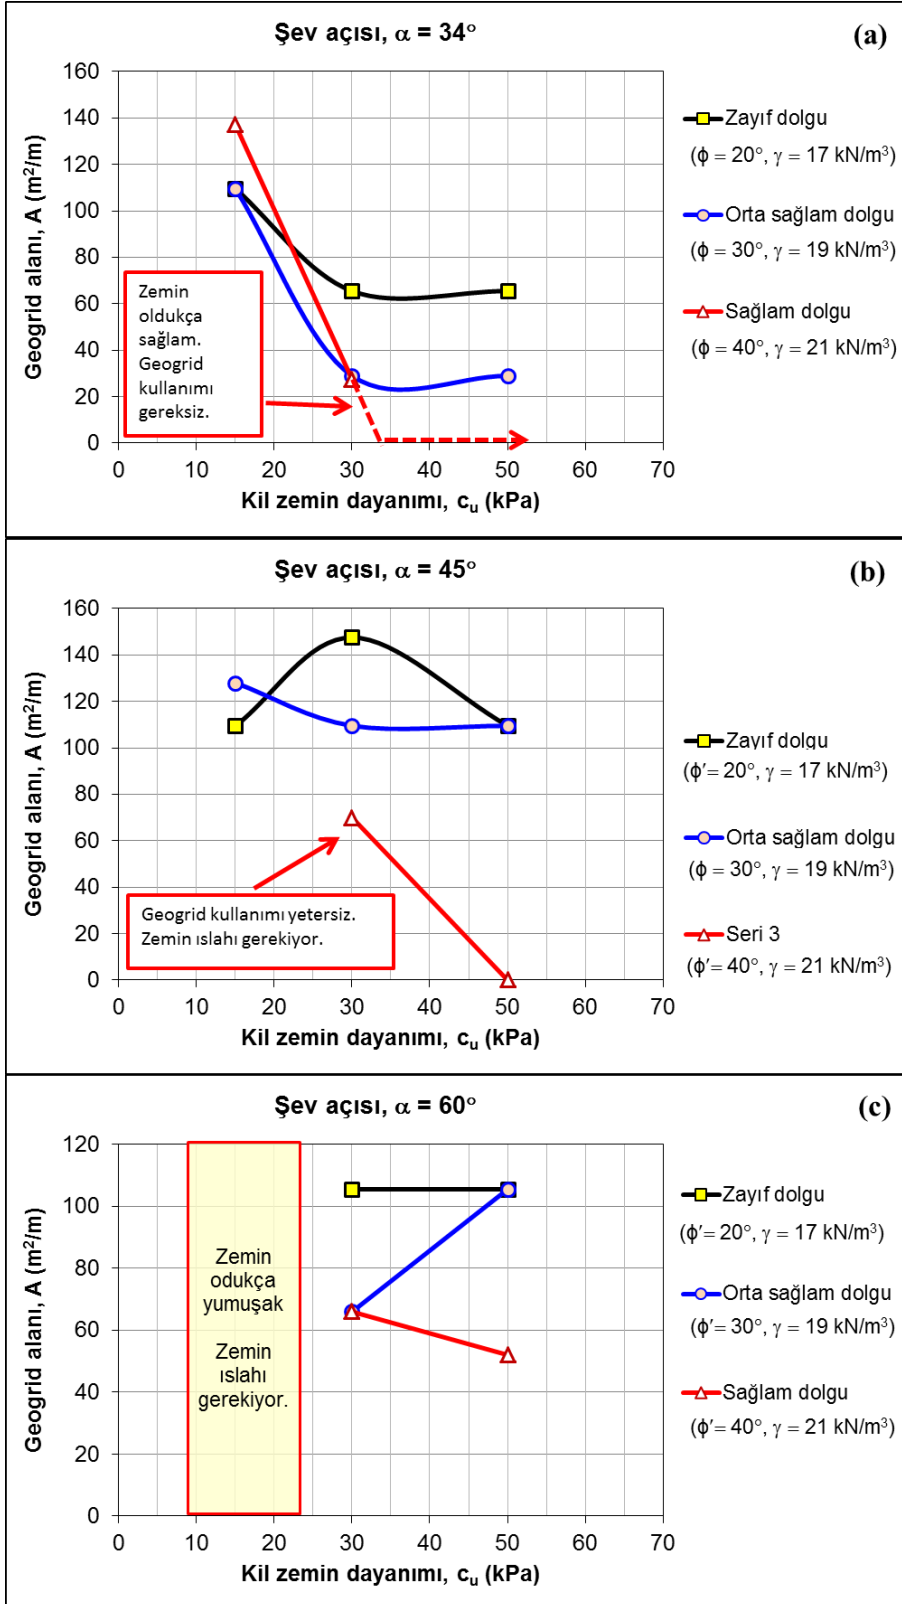 Şev açısı, α = 34°
(a)
Geogrid alanı, A (m²/m)
160
140
120
100
80
60
40
20
0
0 10 20 30 40 50 60 70
Kil zemin dayanımı, cᵤ (kPa)
Zemin
oldukça
sağlam.
Geogrid
kullanımı
gereksiz.
Zayıf dolgu
(ϕ = 20°, γ = 17 kN/m³)
Orta sağlam dolgu
(ϕ = 30°, γ = 19 kN/m³)
Sağlam dolgu
(ϕ = 40°, γ = 21 kN/m³)
Şev açısı, α = 45°
(b)
Geogrid alanı, A (m²/m)
160
140
120
100
80
60
40
20
0
0 10 20 30 40 50 60 70
Kil zemin dayanımı, cᵤ (kPa)
Geogrid kullanımı yetersiz.
Zemin ıslahı gerekiyor.
Zayıf dolgu
(ϕ′= 20°, γ = 17 kN/m³)
Orta sağlam dolgu
(ϕ = 30°, γ = 19 kN/m³)
Seri 3
(ϕ′= 40°, γ = 21 kN/m³)
Şev açısı, α = 60°
(c)
Geogrid alanı, A (m²/m)
120
100
80
60
40
20
0
0 10 20 30 40 50 60 70
Kil zemin dayanımı, cᵤ (kPa)
Zemin
odukça
yumuşak
Zemin
ıslahı
gerekiyor.
Zayıf dolgu
(ϕ′= 20°, γ = 17 kN/m³)
Orta sağlam dolgu
(ϕ′= 30°, γ = 19 kN/m³)
Sağlam dolgu
(ϕ′= 40°, γ = 21 kN/m³)